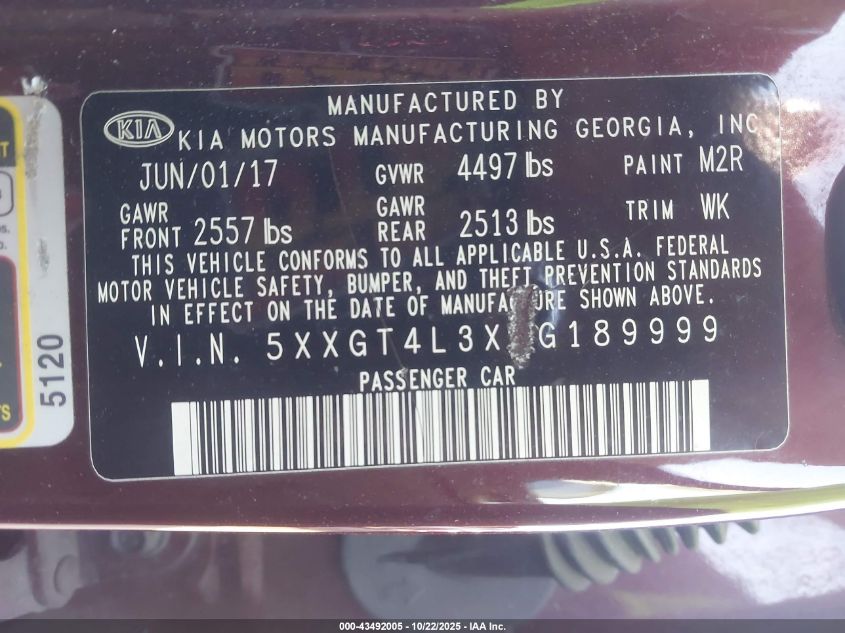 MANUFACTURED BY
KIA KIA MOTORS MANUFACTURING GEORGIA, INC
JUN/01/17 GVWR 4497 lbs PAINT M2R
GAWR FRONT 2557 lbs GAWR REAR 2513 lbs TRIM WK
THIS VEHICLE CONFORMS TO ALL APPLICABLE U.S.A. FEDERAL
MOTOR VEHICLE SAFETY, BUMPER, AND THEFT PREVENTION STANDARDS
IN EFFECT ON THE DATE OF MANUFACTURE SHOWN ABOVE.
V.I.N. 5XXGT4L3X G189999
PASSENGER CAR
5120
000-43492005 - 10/22/2025 - IAA Inc.